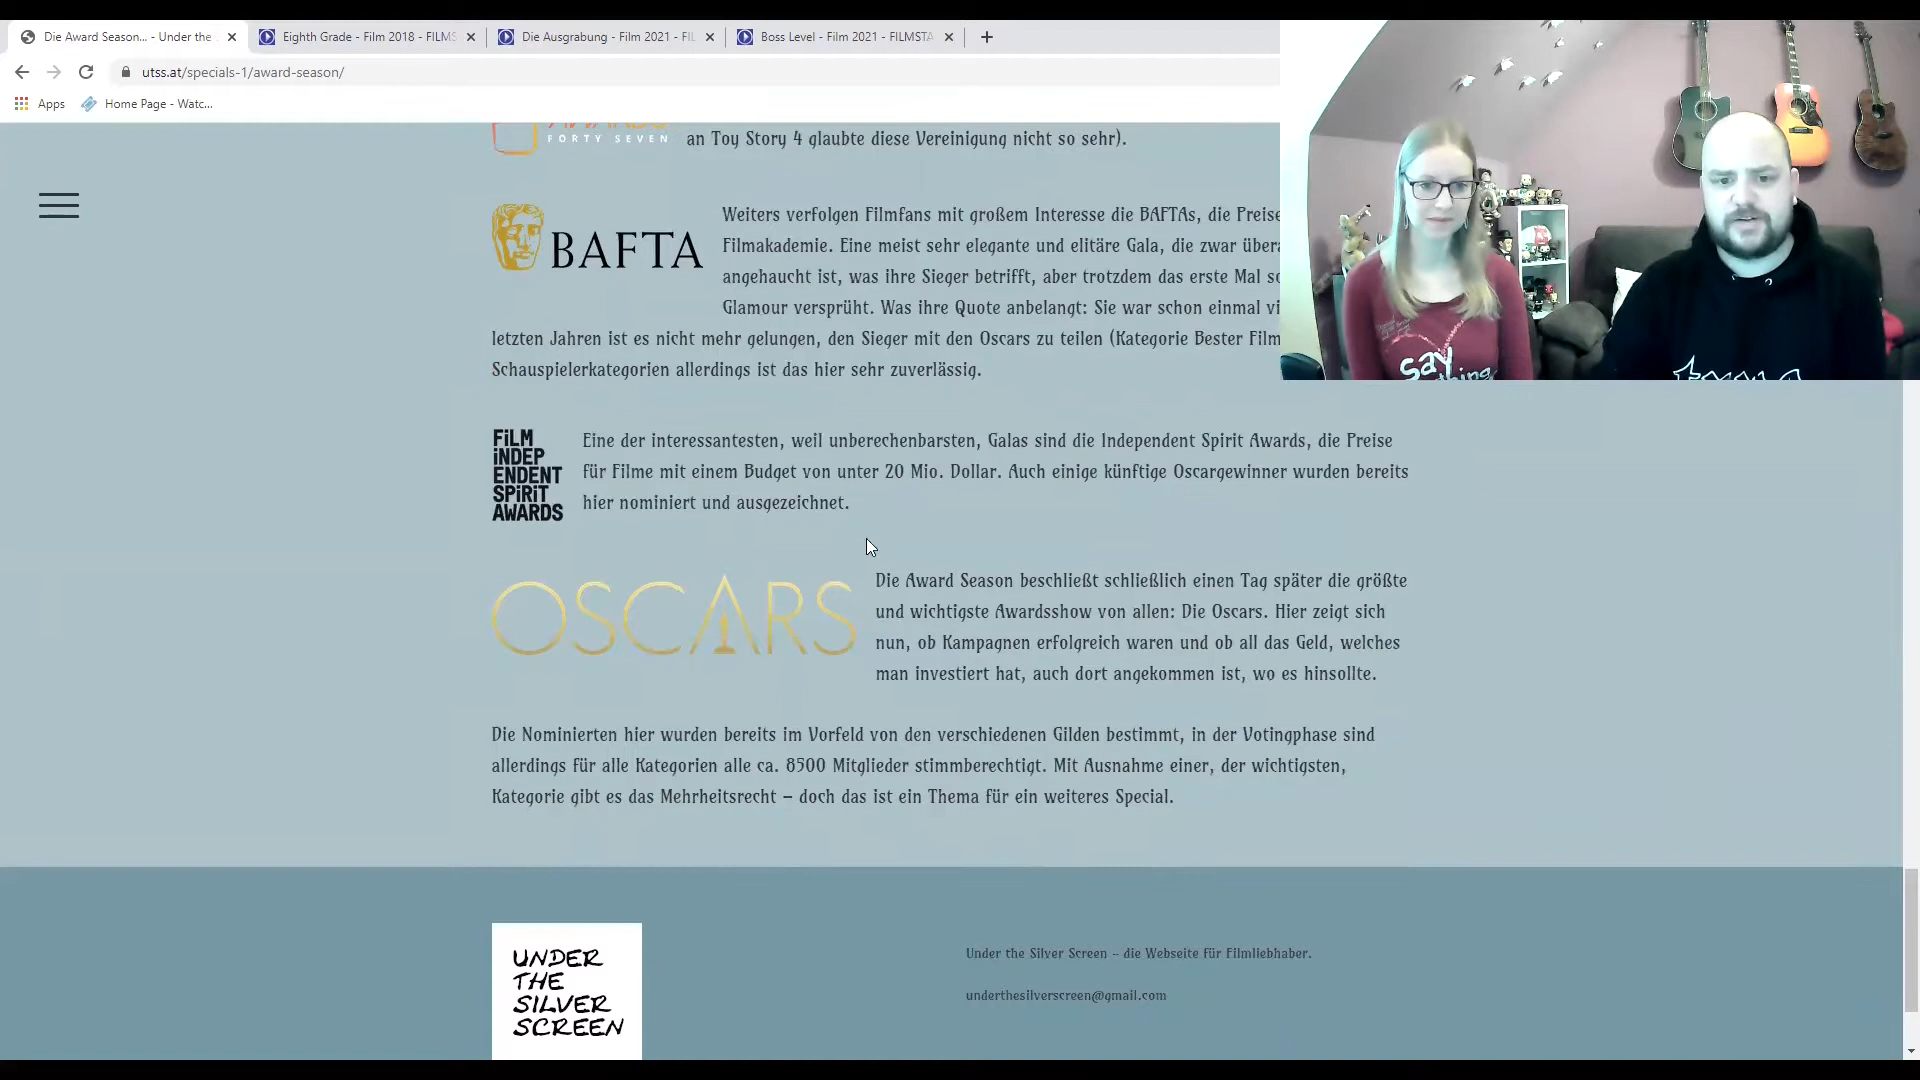 Die Award Season... - Under the
Eighth Grade - Film 2018 - FILMS
Die Ausgrabung - Film 2021 - FIL
Boss Level - Film 2021 - FILMSTA
utss.at/specials-1/award-season/
Apps
Home Page - Watc...
FORTY SEVEN
an Toy Story 4 glaubte diese Vereinigung nicht so sehr).
BAFTA
Weiters verfolgen Filmfans mit großem Interesse die BAFTAs, die Preise
Filmakademie. Eine meist sehr elegante und elitäre Gala, die zwar übera
angehaucht ist, was ihre Sieger betrifft, aber trotzdem das erste Mal so
Glamour versprüht. Was ihre Quote anbelangt: Sie war schon einmal vi
letzten Jahren ist es nicht mehr gelungen, den Sieger mit den Oscars zu teilen (Kategorie Bester Film
Schauspielerkategorien allerdings ist das hier sehr zuverlässig.
FiLM
iNDEP
ENDENT
SPiRiT
AWARDS
Eine der interessantesten, weil unberechenbarsten, Galas sind die Independent Spirit Awards, die Preise
für Filme mit einem Budget von unter 20 Mio. Dollar. Auch einige künftige Oscargewinner wurden bereits
hier nominiert und ausgezeichnet.
OSCARS
Die Award Season beschließt schließlich einen Tag später die größte
und wichtigste Awardsshow von allen: Die Oscars. Hier zeigt sich
nun, ob Kampagnen erfolgreich waren und ob all das Geld, welches
man investiert hat, auch dort angekommen ist, wo es hinsollte.
Die Nominierten hier wurden bereits im Vorfeld von den verschiedenen Gilden bestimmt, in der Votingphase sind
allerdings für alle Kategorien alle ca. 8500 Mitglieder stimmberechtigt. Mit Ausnahme einer, der wichtigsten,
Kategorie gibt es das Mehrheitsrecht – doch das ist ein Thema für ein weiteres Special.
UNDER
THE
SILVER
SCREEN
Under the Silver Screen – die Webseite für Filmliebhaber.
underthesilverscreen@gmail.com
say